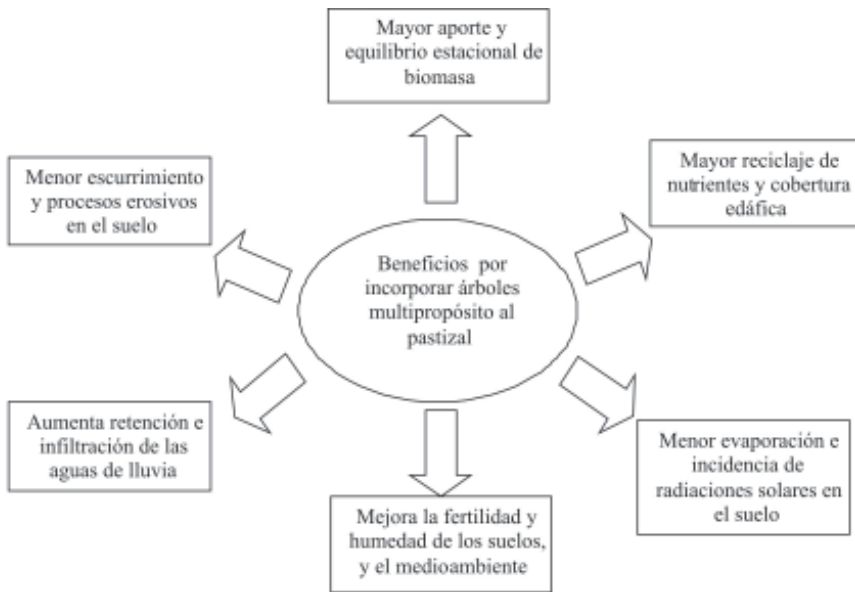 Mayor aporte y
equilibrio estacional de
biomasa
Menor escurrimiento
y procesos erosivos
en el suelo
Mayor reciclaje de
nutrientes y cobertura
edáfica
Beneficios por
incorporar árboles
multipropósito al
pastizal
Aumenta retención e
infiltración de las
aguas de lluvia
Menor evaporación e
incidencia de
radiaciones solares en
el suelo
Mejora la fertilidad y
humedad de los suelos,
y el medioambiente